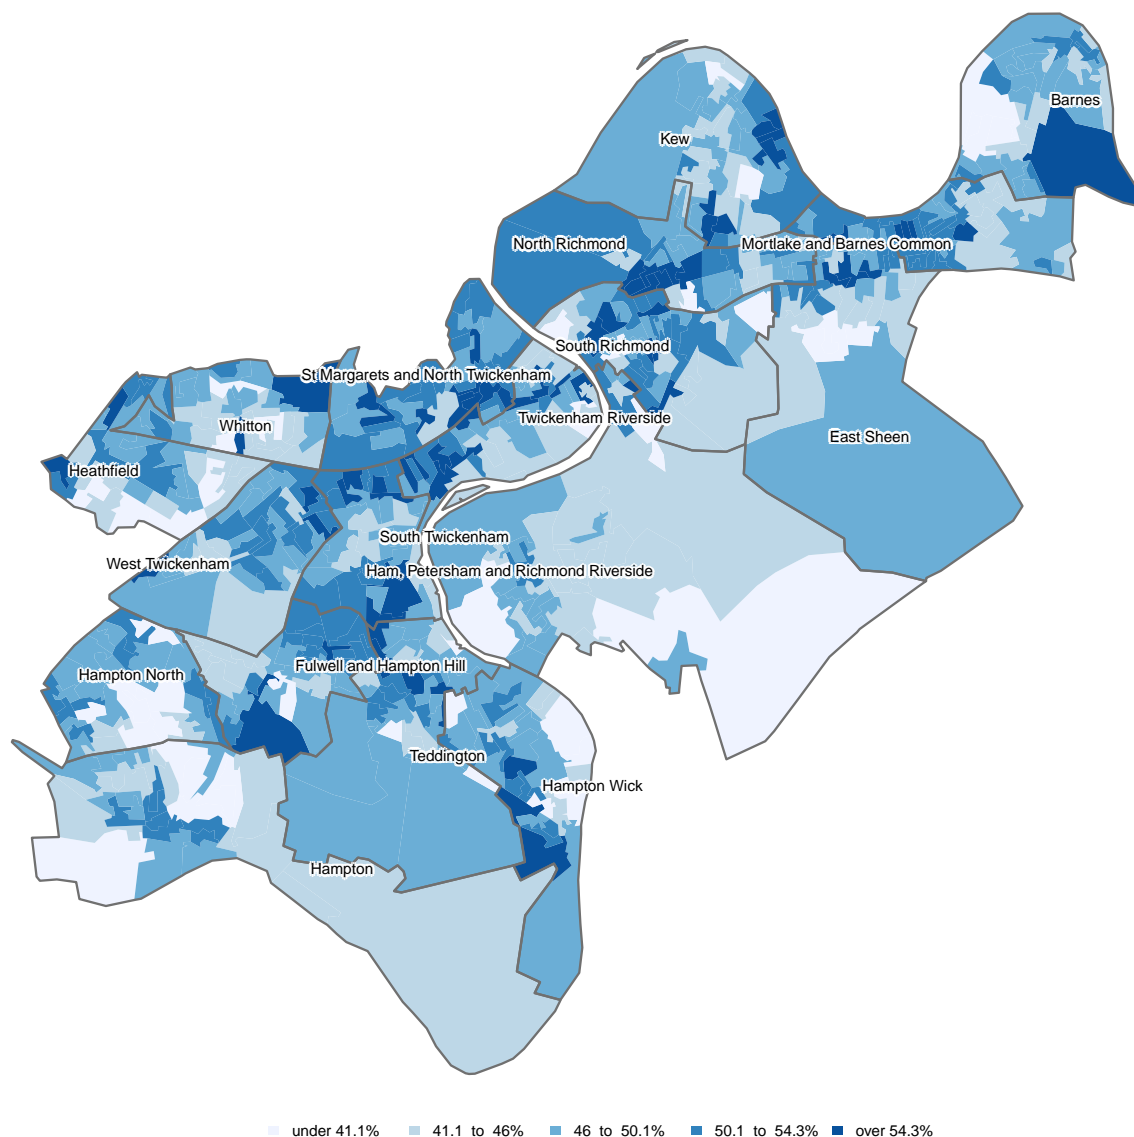 Barnes
Kew
North Richmond
Mortlake and Barnes Common
South Richmond
St Margarets and North Twickenham
Twickenham Riverside
Whitton
East Sheen
Heathfield
South Twickenham
West Twickenham
Ham, Petersham and Richmond Riverside
Fulwell and Hampton Hill
Hampton North
Teddington
Hampton Wick
Hampton
under 41.1% 41.1 to 46% 46 to 50.1% 50.1 to 54.3% over 54.3%